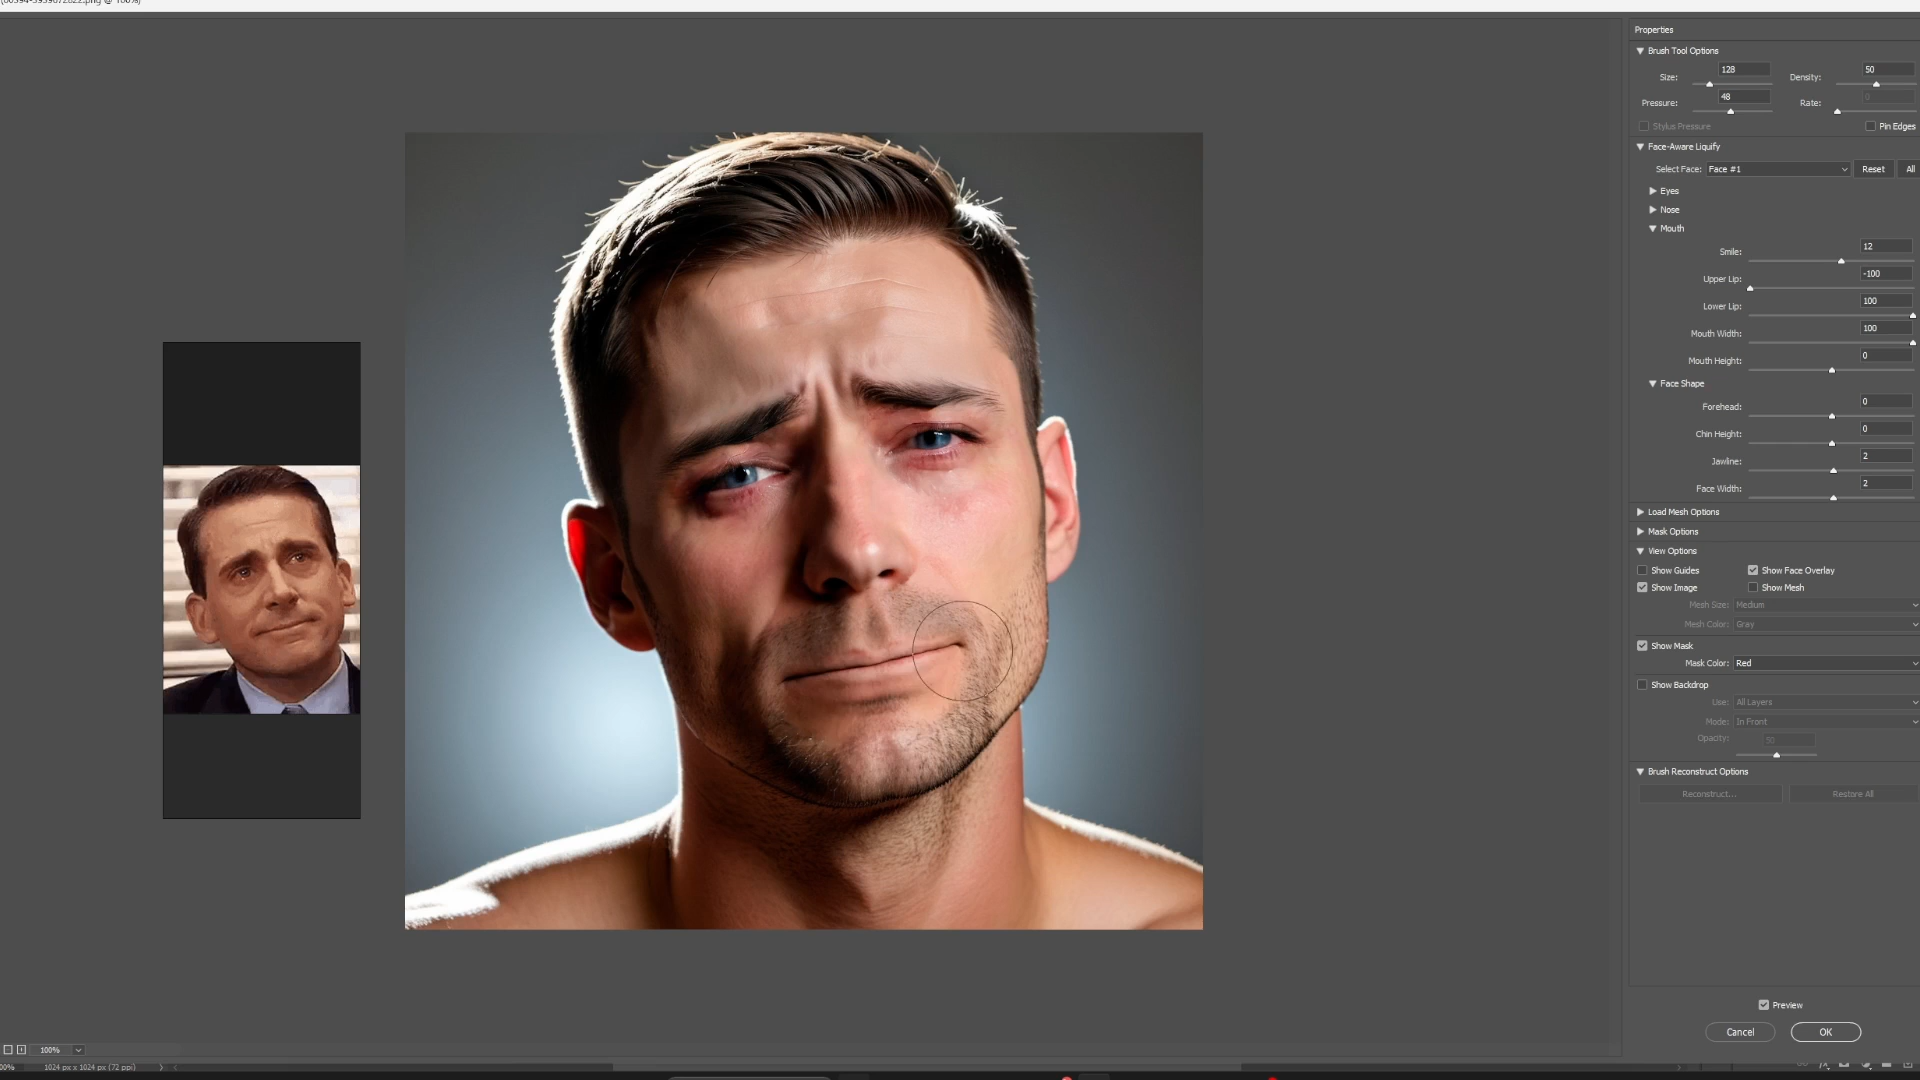 Properties
Brush Tool Options
Size: 128 Density: 50
Pressure: 48 Rate: 0
Stylus Pressure Pin Edges
Face-Aware Liquify
Select Face: Face #1 Reset All
Eyes
Nose
Mouth
Smile: 12
Upper Lip: -100
Lower Lip: 100
Mouth Width: 100
Mouth Height: 0
Face Shape
Forehead: 0
Chin Height: 0
Jawline: 2
Face Width: 2
Load Mesh Options
Mask Options
View Options
Show Guides Show Face Overlay
Show Image Show Mesh
Mesh Size: Medium
Mesh Color: Grey
Show Mask
Mask Color: Red
Show Backdrop
Use: All Layers
Mode: In Front
Opacity: 50
Brush Reconstruct Options
Reconstruct... Restore All
Preview
Cancel OK
100%
1024 px x 1024 px (72 ppi)